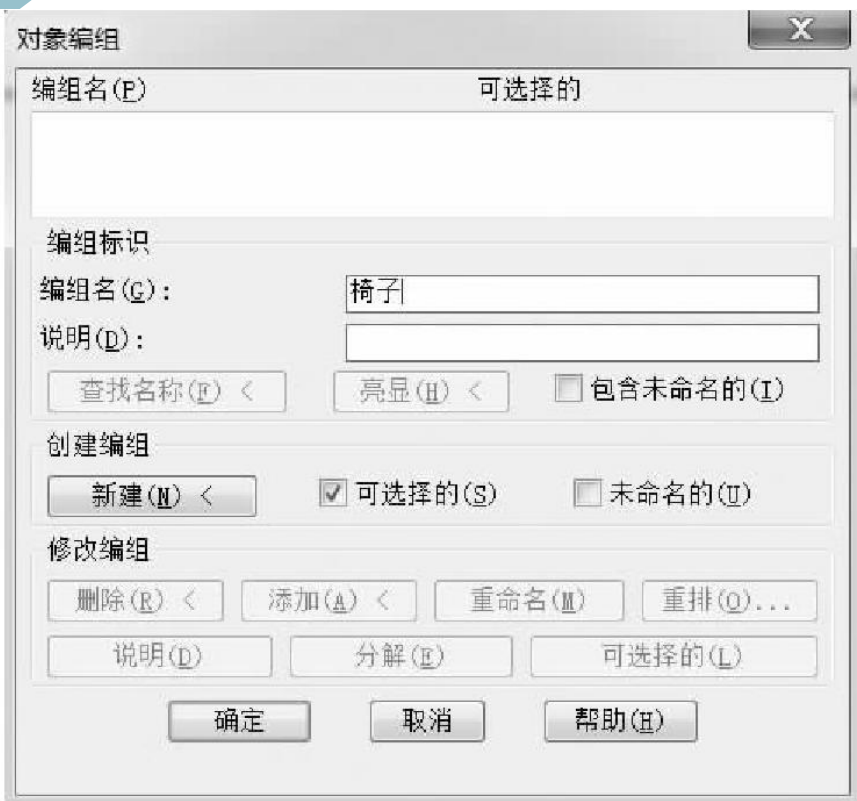 对象编组
编组名(P) 可选择的
编组标识
编组名(G): 椅子
说明(D):
查找名称(F) < 亮显(H) < 包含未命名的(I)
创建编组
新建(N) < 可选择的(S) 未命名的(U)
修改编组
删除(R) < 添加(A) < 重命名(M) 重排(O)...
说明(D) 分解(E) 可选择的(L)
确定 取消 帮助(H)